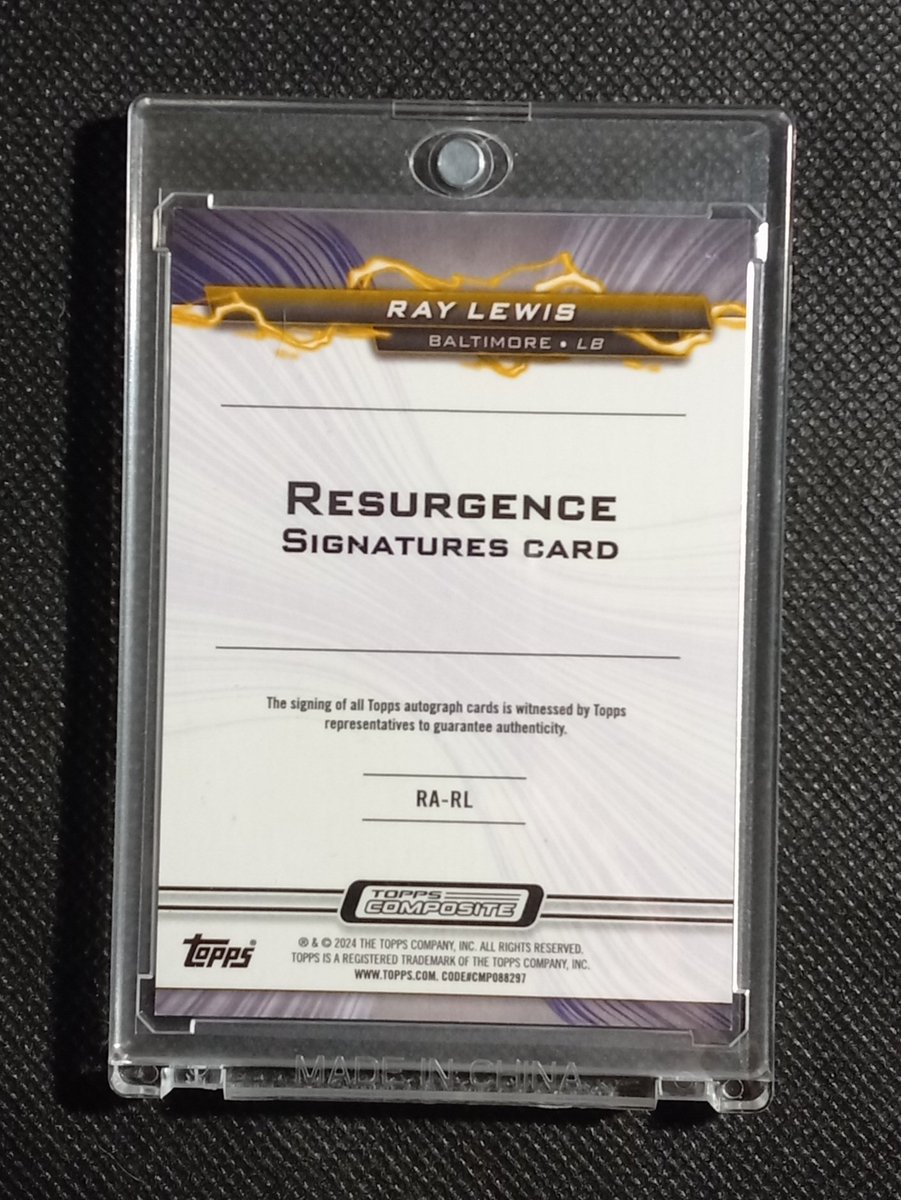 RAY LEWIS
BALTIMORE • LB
RESURGENCE
SIGNATURES CARD
The signing of all Topps autograph cards is witnessed by Topps
representatives to guarantee authenticity.
RA-RL
TOPPS
COMPOSITE
topps®
® & © 2024 THE TOPPS COMPANY, INC. ALL RIGHTS RESERVED.
TOPPS IS A REGISTERED TRADEMARK OF THE TOPPS COMPANY, INC.
WWW.TOPPS.COM. CODE#CMP088297
MADE IN CHINA